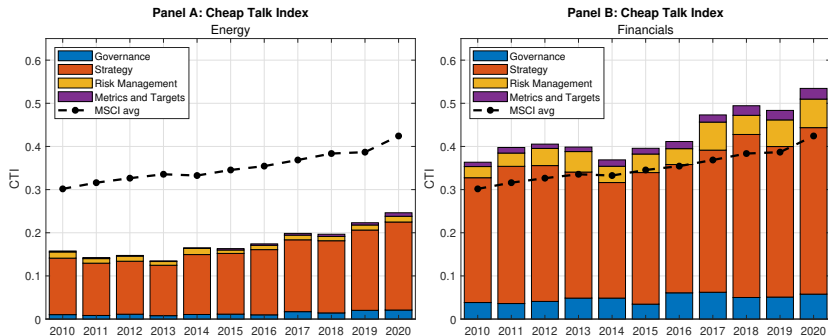 Panel A: Cheap Talk Index
Energy
0.6
0.5
0.4
0.3
0.2
0.1
0
CTI
Governance
Strategy
Risk Management
Metrics and Targets
MSCI avg
2010 2011 2012 2013 2014 2015 2016 2017 2018 2019 2020
Panel B: Cheap Talk Index
Financials
0.6
0.5
0.4
0.3
0.2
0.1
0
CTI
Governance
Strategy
Risk Management
Metrics and Targets
MSCI avg
2010 2011 2012 2013 2014 2015 2016 2017 2018 2019 2020